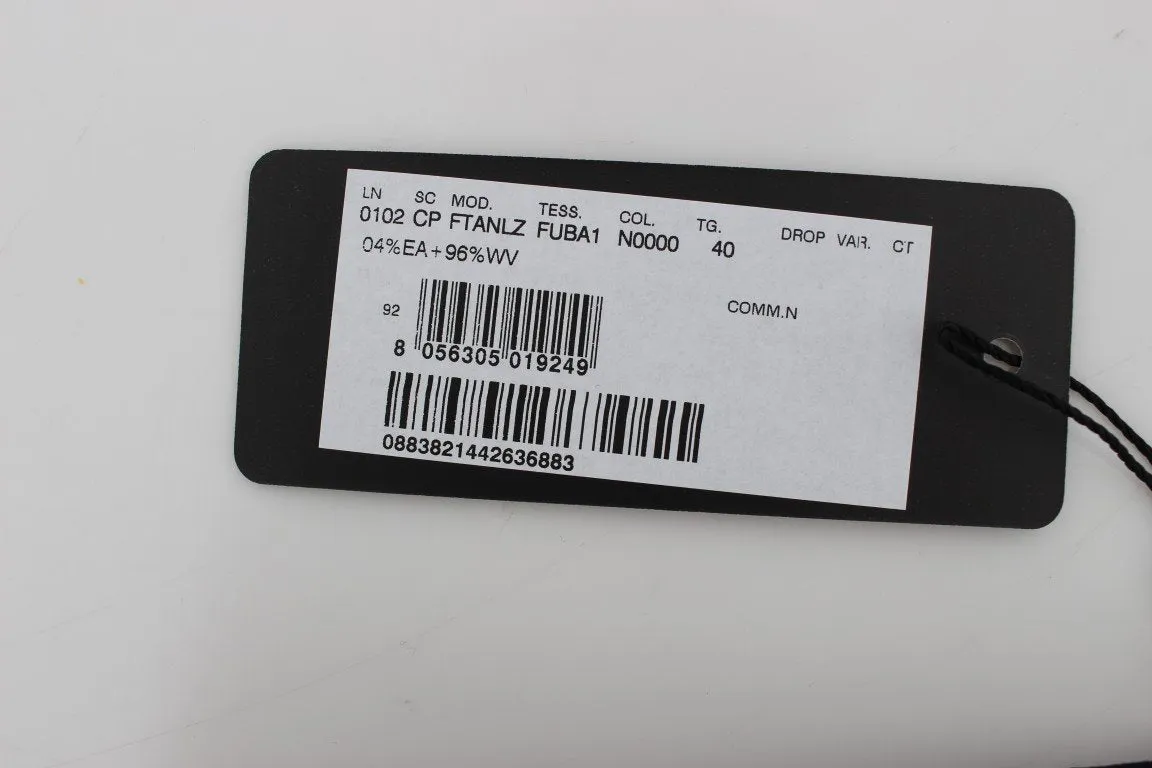 LN SC MOD. TESS. COL. TG. DROP VAR. CT
0102 CP FTANLZ FUBA1 N0000 40
04%EA+96%WV
92 COMM.N
8 056305 019249
0883821442636883